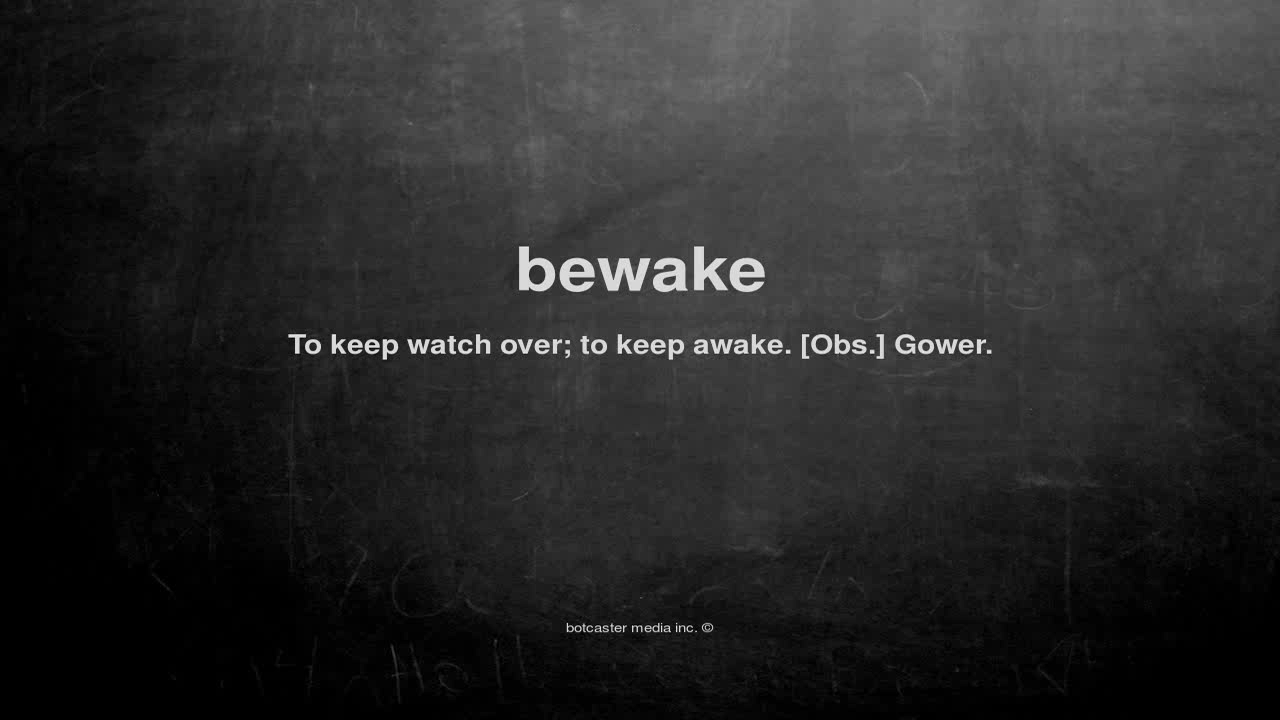 bewake
To keep watch over; to keep awake. [Obs.] Gower.
botcaster media inc. ©